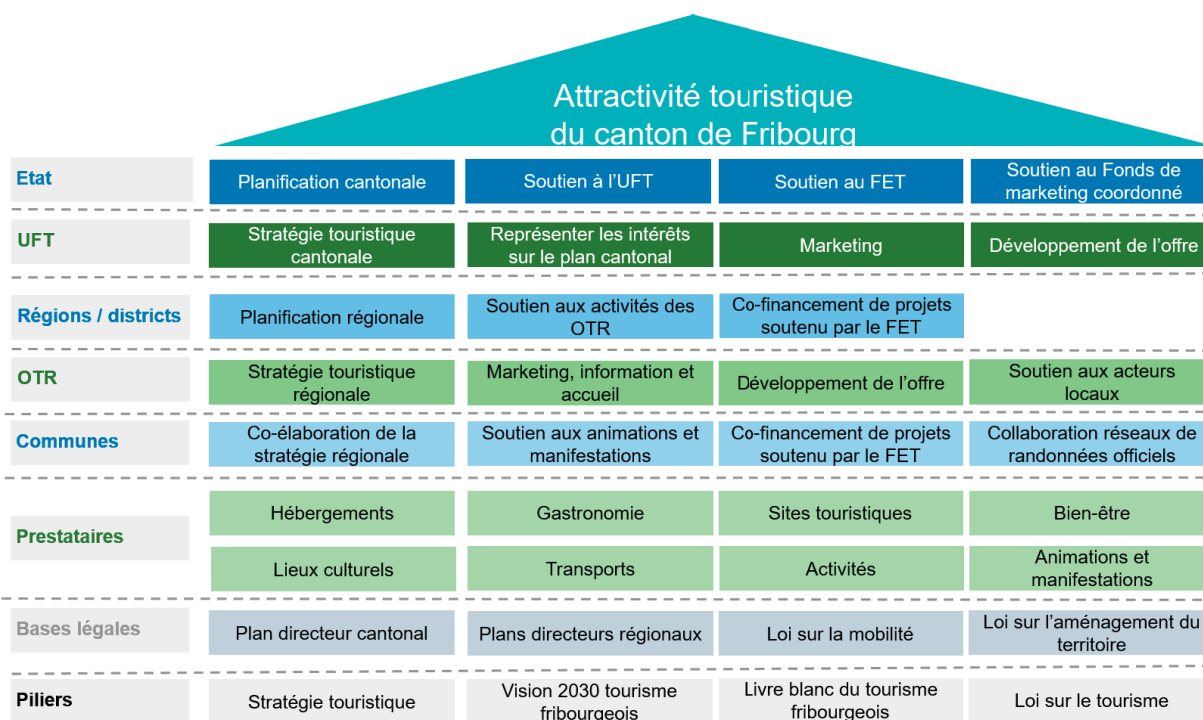 Attractivité touristique
du canton de Fribourg
Etat
Planification cantonale
Soutien à l'UFT
Soutien au FET
Soutien au Fonds de
marketing coordonné
UFT
Stratégie touristique
cantonale
Représenter les intérêts
sur le plan cantonal
Marketing
Développement de l'offre
Régions / districts
Planification régionale
Soutien aux activités des
OTR
Co-financement de projets
soutenu par le FET
OTR
Stratégie touristique
régionale
Marketing, information et
accueil
Développement de l'offre
Soutien aux acteurs
locaux
Communes
Co-élaboration de la
stratégie régionale
Soutien aux animations et
manifestations
Co-financement de projets
soutenu par le FET
Collaboration réseaux de
randonnées officiels
Prestataires
Hébergements
Gastronomie
Sites touristiques
Bien-être
Lieux culturels
Transports
Activités
Animations et
manifestations
Bases légales
Plan directeur cantonal
Plans directeurs régionaux
Loi sur la mobilité
Loi sur l'aménagement du
territoire
Piliers
Stratégie touristique
Vision 2030 tourisme
fribourgeois
Livre blanc du tourisme
fribourgeois
Loi sur le tourisme